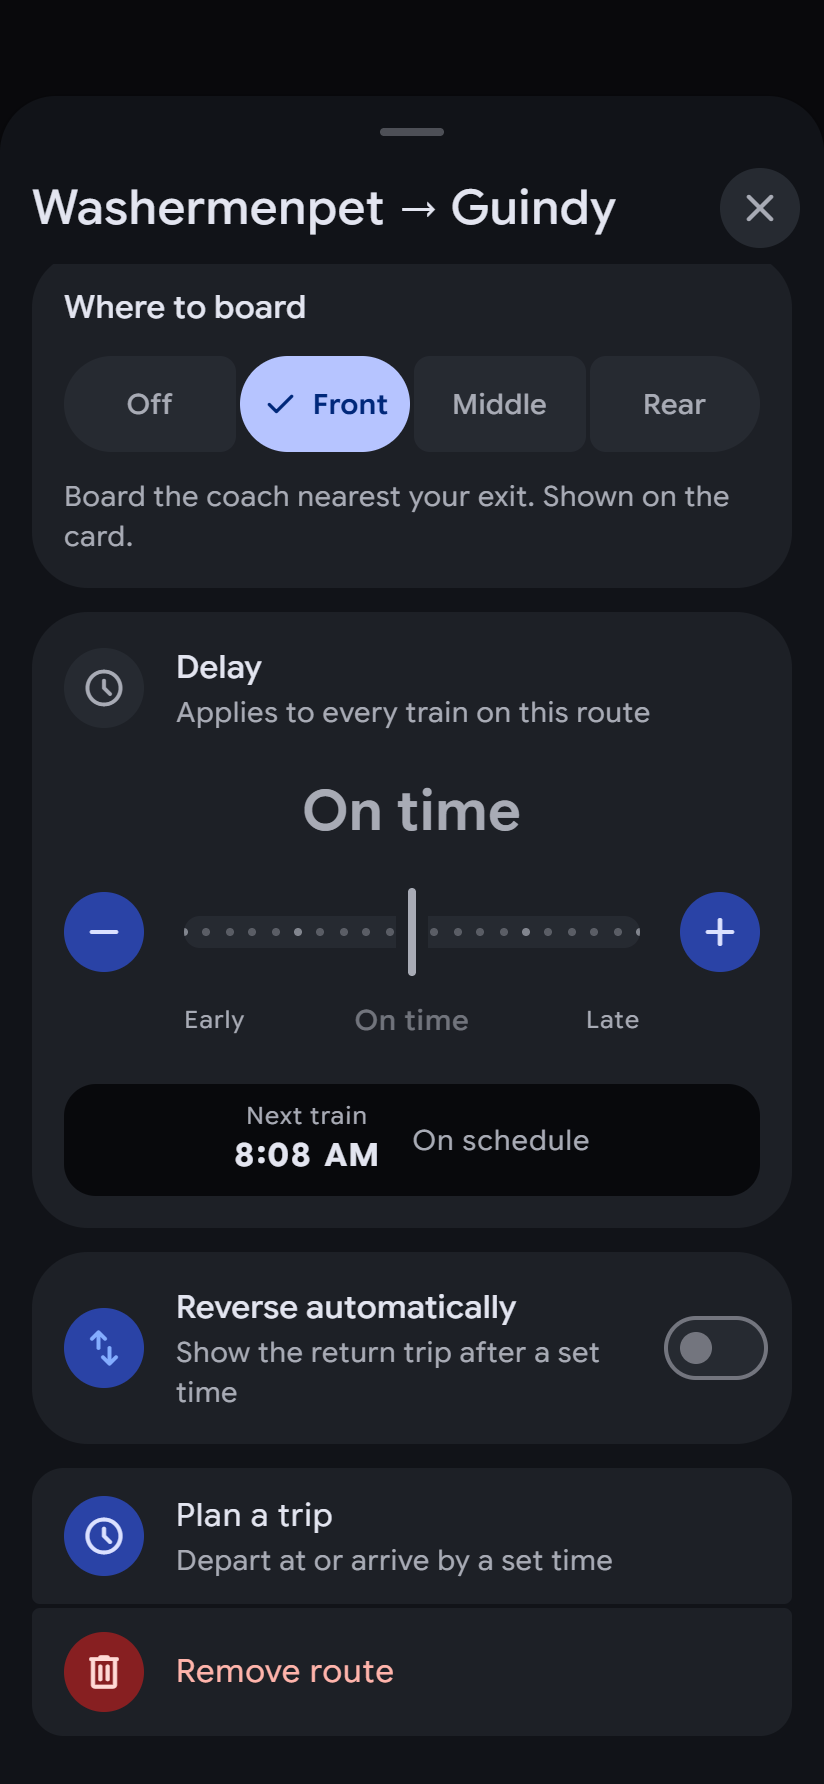 Washermenpet → Guindy
Where to board
Off
Front
Middle
Rear
Board the coach nearest your exit. Shown on the
card.
Delay
Applies to every train on this route
On time
Early
On time
Late
Next train
8:08 AM
On schedule
Reverse automatically
Show the return trip after a set
time
Plan a trip
Depart at or arrive by a set time
Remove route